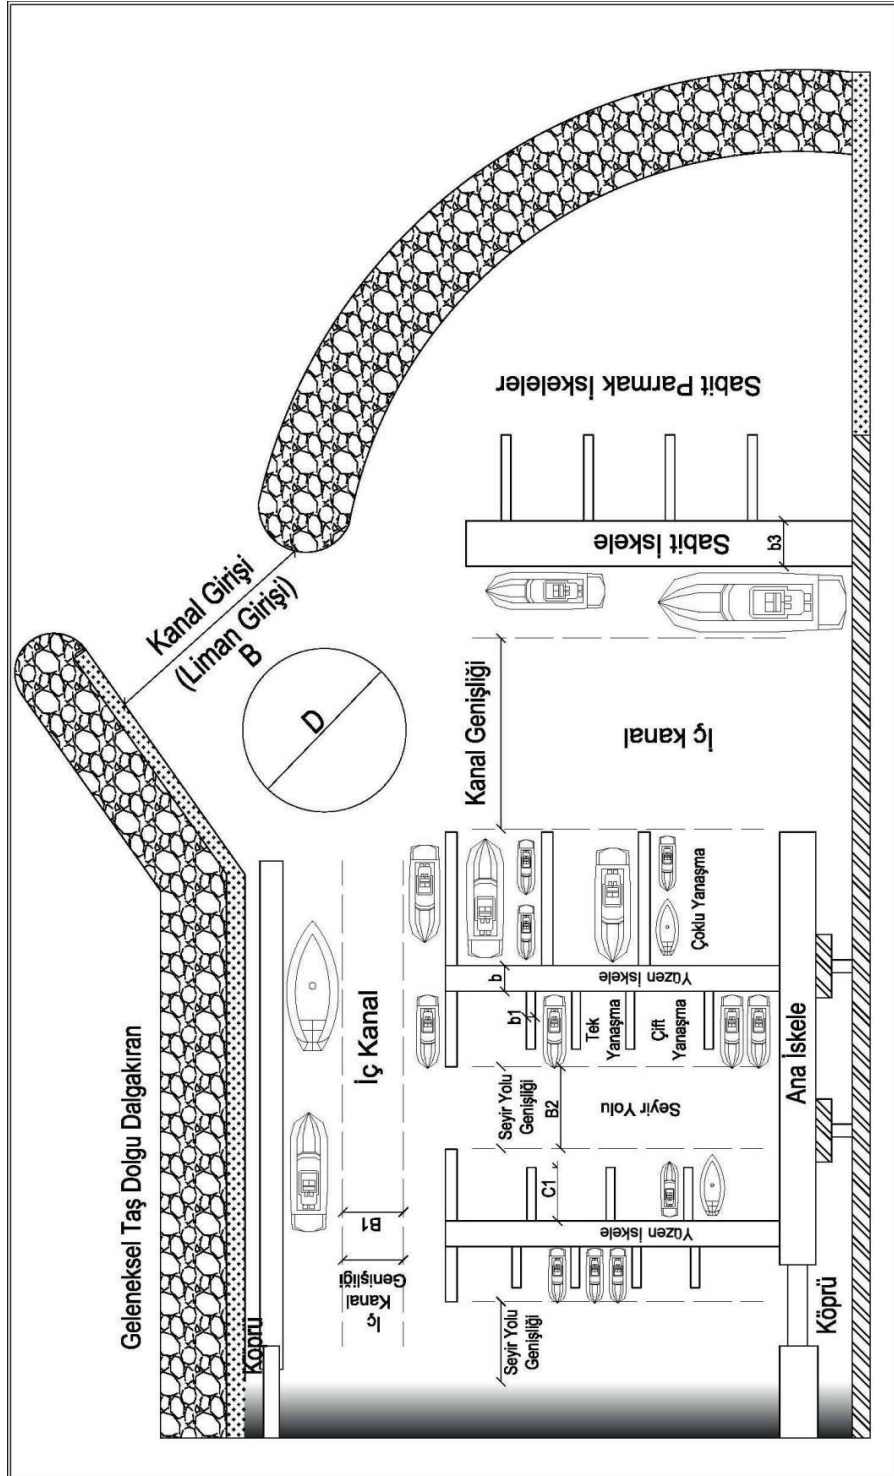 Geleneksel Taş Dolgu Dalgakıran
Kanal Girişi
(Liman Girişi)
B
D
Sabit Parmak İskeleler
Sabit İskele
b3
Kanal Genişliği
İç kanal
İç Kanal
B1
İç
Kanal
Genişliği
Köprü
b
Yüzen İskele
Çoklu Yanaşma
b1
Tek
Yanaşma
Çift
Yanaşma
Seyir Yolu
Genişliği
B2
Seyir Yolu
C1
Yüzen İskele
Seyir Yolu
Genişliği
Ana İskele
Köprü